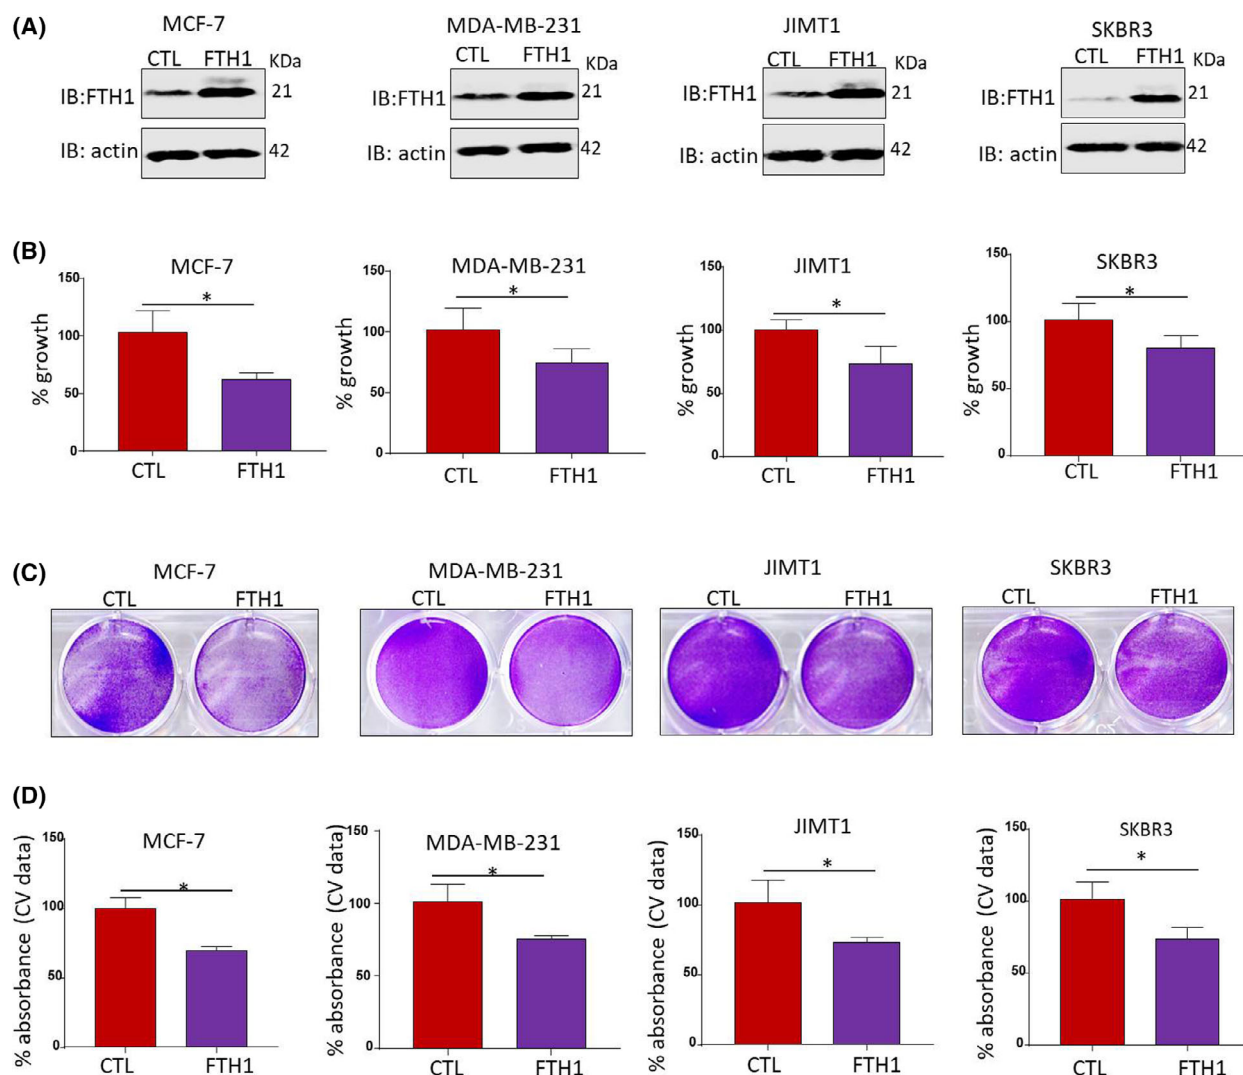 (A)
MCF-7
MDA-MB-231
JIMT1
SKBR3
CTL FTH1 KDa
CTL FTH1 KDa
CTL FTH1 KDa
CTL FTH1 KDa
IB:FTH1 21
IB:FTH1 21
IB:FTH1 21
IB:FTH1 21
IB: actin 42
IB: actin 42
IB: actin 42
IB: actin 42
(B)
MCF-7
% growth
150
*
100
50
0
CTL FTH1
MDA-MB-231
% growth
150
*
100
50
0
CTL FTH1
JIMT1
% growth
150
*
100
50
0
CTL FTH1
SKBR3
% growth
150
*
100
50
0
CTL FTH1
(C)
MCF-7
CTL FTH1
MDA-MB-231
CTL FTH1
JIMT1
CTL FTH1
SKBR3
CTL FTH1
(D)
MCF-7
% absorbance (CV data)
150
*
100
50
0
CTL FTH1
MDA-MB-231
% absorbance (CV data)
150
*
100
50
0
CTL FTH1
JIMT1
% absorbance (CV data)
150
*
100
50
0
CTL FTH1
SKBR3
% absorbance (CV data)
150
*
100
50
0
CTL FTH1